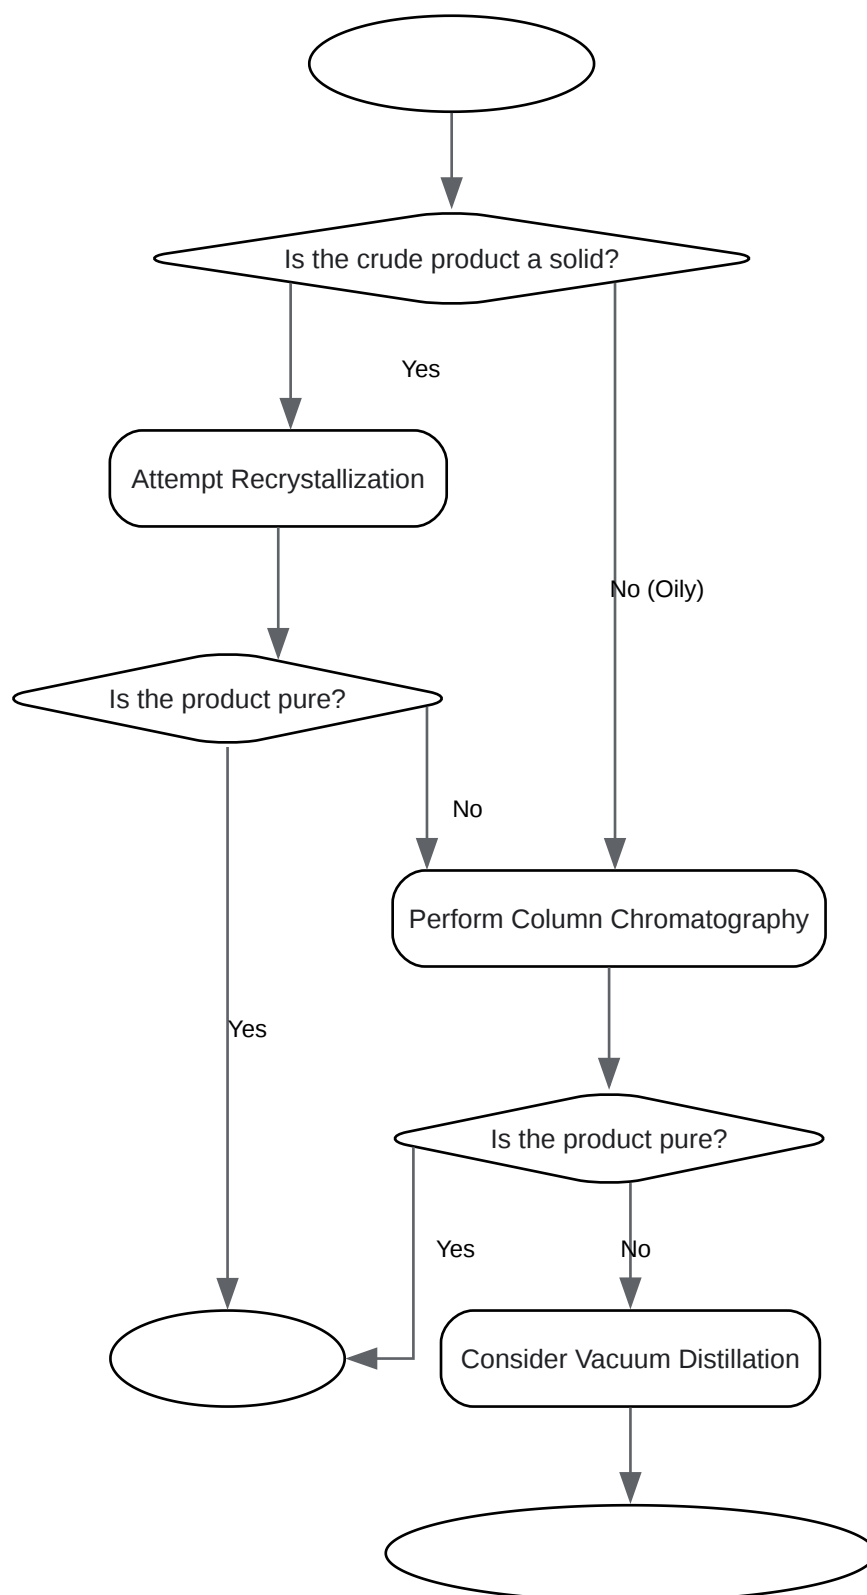 Is the crude product a solid?
Yes
Attempt Recrystallization
No (Oily)
Is the product pure?
No
Perform Column Chromatography
Yes
Is the product pure?
Yes
No
Consider Vacuum Distillation